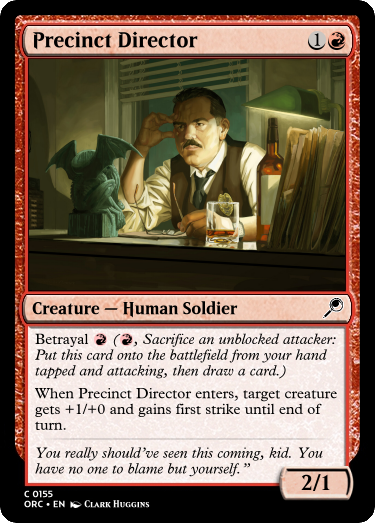 Precinct Director 1
Creature — Human Soldier
Betrayal (, Sacrifice an unblocked attacker:
Put this card onto the battlefield from your hand
tapped and attacking, then draw a card.)
When Precinct Director enters, target creature
gets +1/+0 and gains first strike until end of
turn.
You really should’ve seen this coming, kid. You
have no one to blame but yourself.”
2/1
C 0155
ORC • EN CLARK HUGGINS